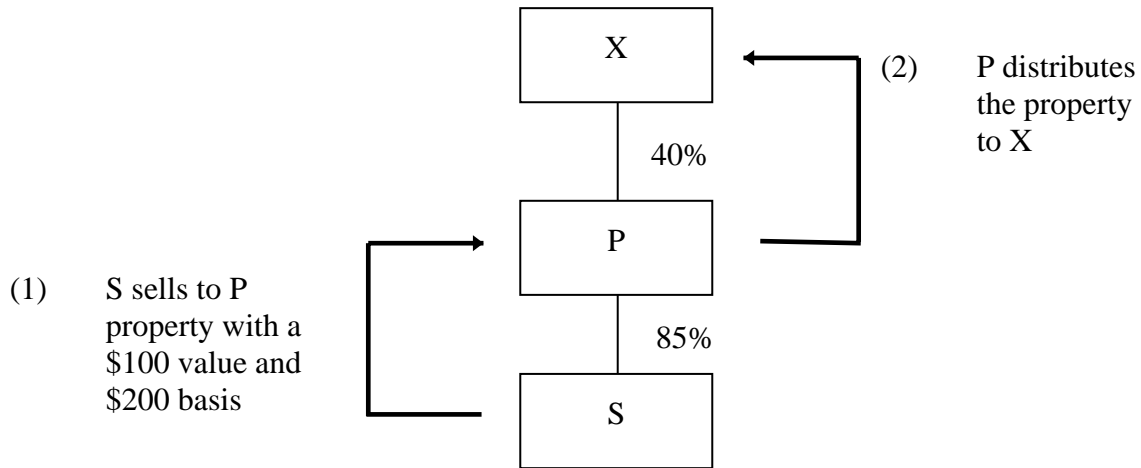 X
(2) P distributes
the property
to X
40%
P
(1) S sells to P
property with a
$100 value and
$200 basis
85%
S